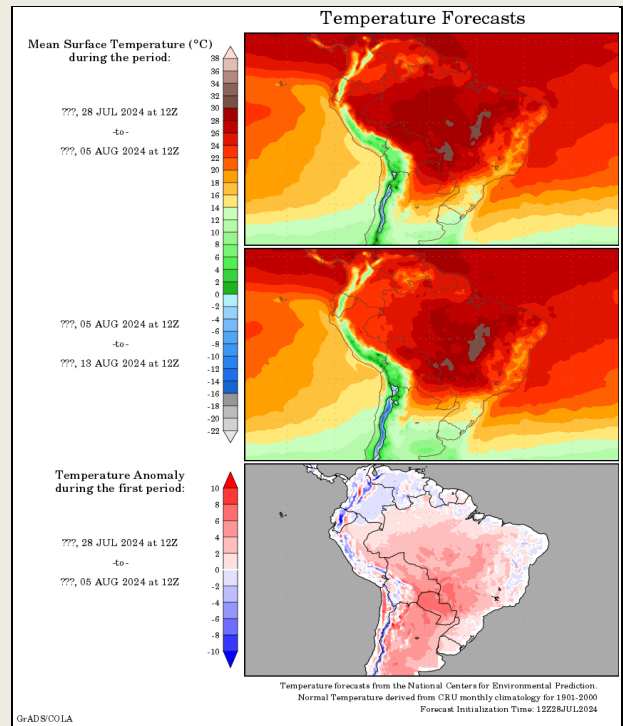 Temperature Forecasts
Mean Surface Temperature (°C)
during the period:
???, 28 JUL 2024 at 12Z
-to-
???, 05 AUG 2024 at 12Z
38
36
34
32
30
28
26
24
22
20
18
16
14
12
10
8
6
4
2
0
-2
-4
-6
-8
-10
-12
-14
-16
-17
-18
-20
-22
???, 05 AUG 2024 at 12Z
-to-
???, 13 AUG 2024 at 12Z
Temperature Anomaly
during the first period:
???, 28 JUL 2024 at 12Z
-to-
???, 05 AUG 2024 at 12Z
10
8
6
4
2
0
-2
-4
-6
-8
-10
Temperature forecasts from the National Centers for Environmental Prediction.
Normal Temperature derived from CRU monthly climatology for 1901-2000
Forecast Initialization Time: 12Z28JUL2024
GrADS/COLA